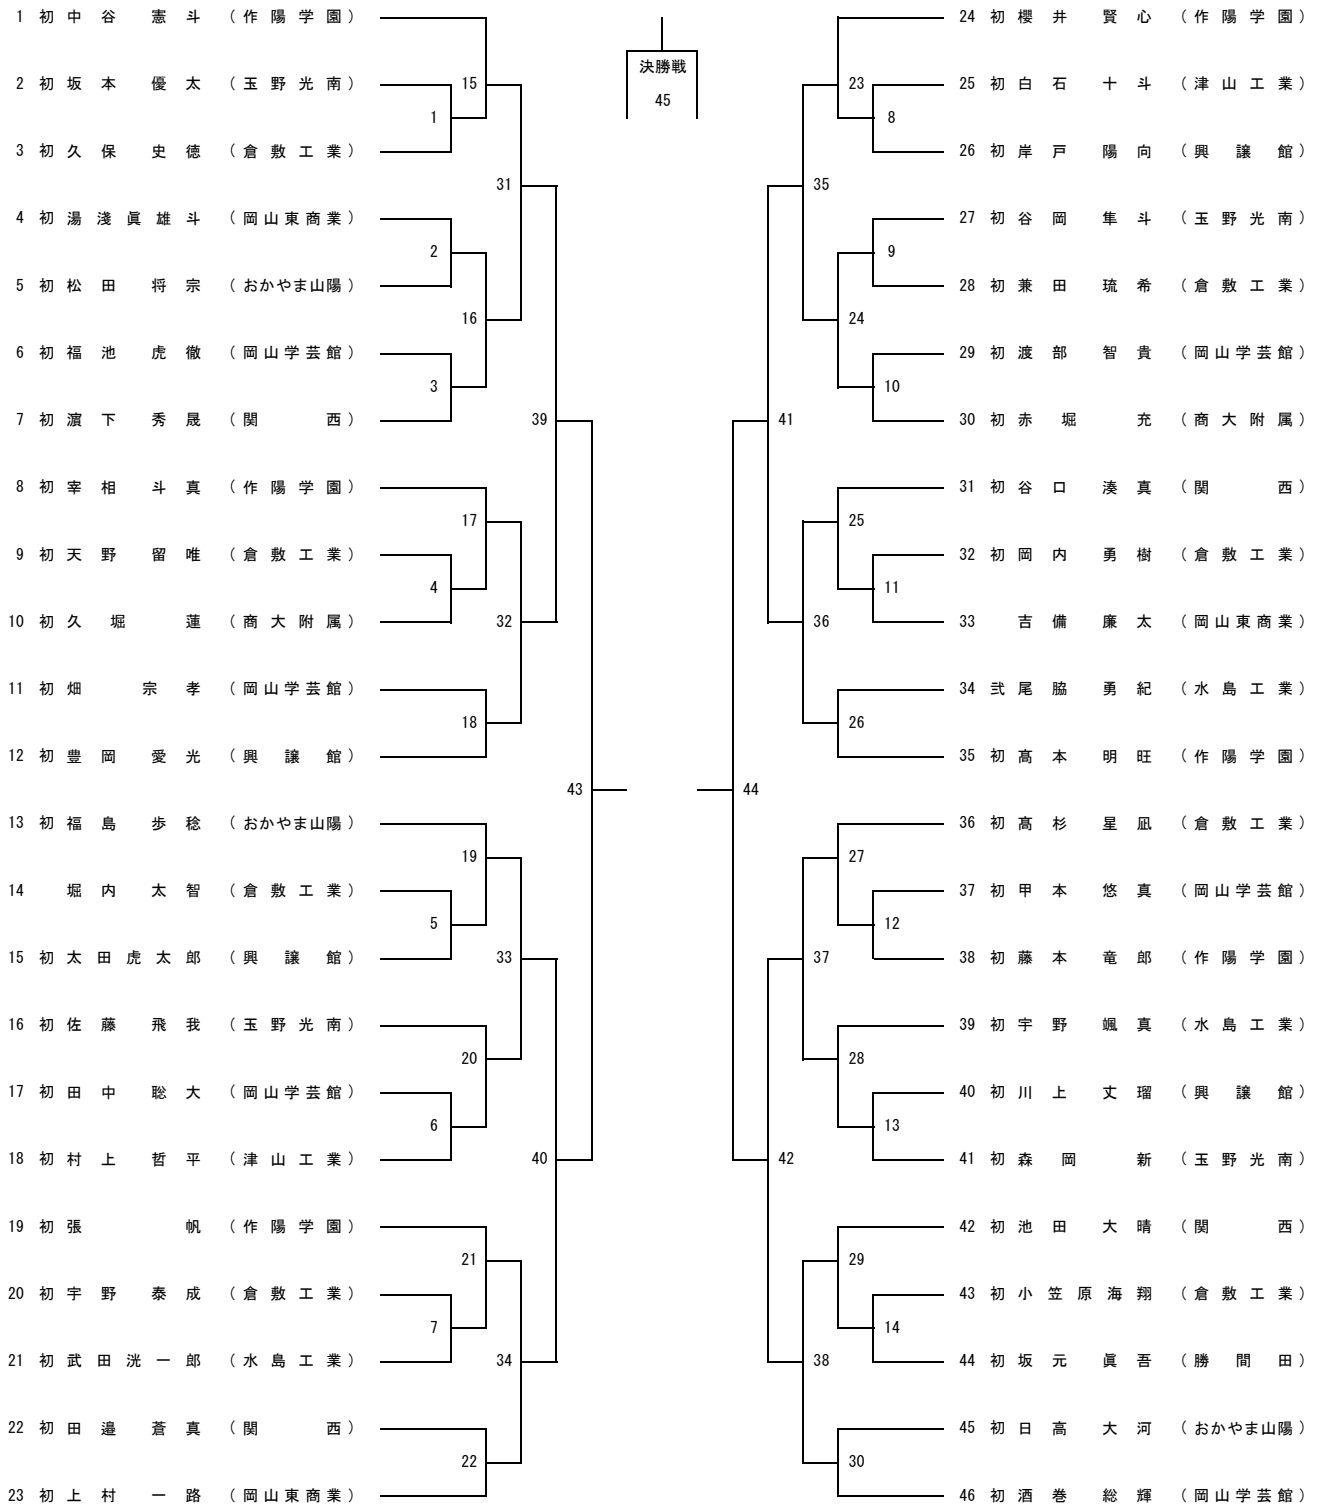 1 初 中谷 憲斗 (作陽学園)
2 初 坂本 優太 (玉野光南)
3 初 久保 史徳 (倉敷工業)
4 初 湯淺眞雄斗 (岡山東商業)
5 初 松田 将宗 (おかやま山陽)
6 初 福池 虎徹 (岡山学芸館)
7 初 濵下 秀晟 (関西)
8 初 宰相 斗真 (作陽学園)
9 初 天野 留唯 (倉敷工業)
10 初 久堀 蓮 (商大附属)
11 初 畑 宗孝 (岡山学芸館)
12 初 豊岡 愛光 (興譲館)
13 初 福島 歩稔 (おかやま山陽)
14 堀内 太智 (倉敷工業)
15 初 太田虎太郎 (興譲館)
16 初 佐藤 飛我 (玉野光南)
17 初 田中 聡大 (岡山学芸館)
18 初 村上 哲平 (津山工業)
19 初 張 帆 (作陽学園)
20 初 宇野 泰成 (倉敷工業)
21 初 武田洸一郎 (水島工業)
22 初 田邉 蒼真 (関西)
23 初 上村 一路 (岡山東商業)
1
2
3
4
5
6
7
15
16
17
18
19
20
21
22
31
32
33
34
39
40
43
決勝戦
45
44
41
42
35
36
37
38
23
24
25
26
27
28
29
30
8
9
10
11
12
13
14
24 初 櫻井 賢心 (作陽学園)
25 初 白石 十斗 (津山工業)
26 初 岸戸 陽向 (興譲館)
27 初 谷岡 隼斗 (玉野光南)
28 初 兼田 琉希 (倉敷工業)
29 初 渡部 智貴 (岡山学芸館)
30 初 赤堀 充 (商大附属)
31 初 谷口 湊真 (関西)
32 初 岡内 勇樹 (倉敷工業)
33 吉備 廉太 (岡山東商業)
34 弐 尾脇 勇紀 (水島工業)
35 初 髙本 明旺 (作陽学園)
36 初 髙杉 星凪 (倉敷工業)
37 初 甲本 悠真 (岡山学芸館)
38 初 藤本 竜郎 (作陽学園)
39 初 宇野 颯真 (水島工業)
40 初 川上 丈瑠 (興譲館)
41 初 森岡 新 (玉野光南)
42 初 池田 大晴 (関西)
43 初 小笠原海翔 (倉敷工業)
44 初 坂元 眞吾 (勝間田)
45 初 日高 大河 (おかやま山陽)
46 初 酒巻 総輝 (岡山学芸館)